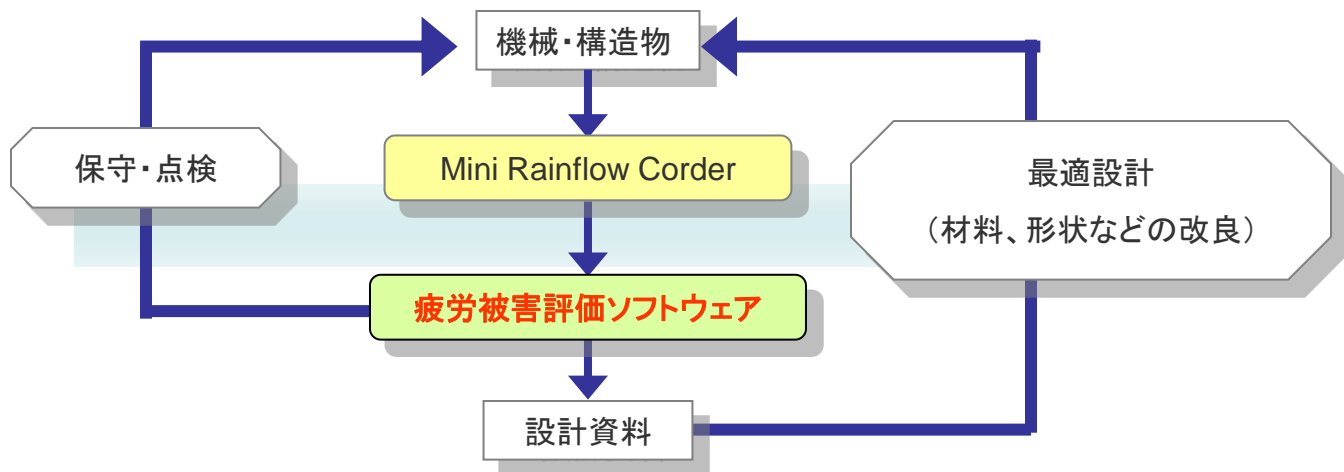 機械・構造物
保守・点検
Mini Rainflow Corder
最適設計
（材料、形状などの改良）
疲労被害評価ソフトウェア
設計資料